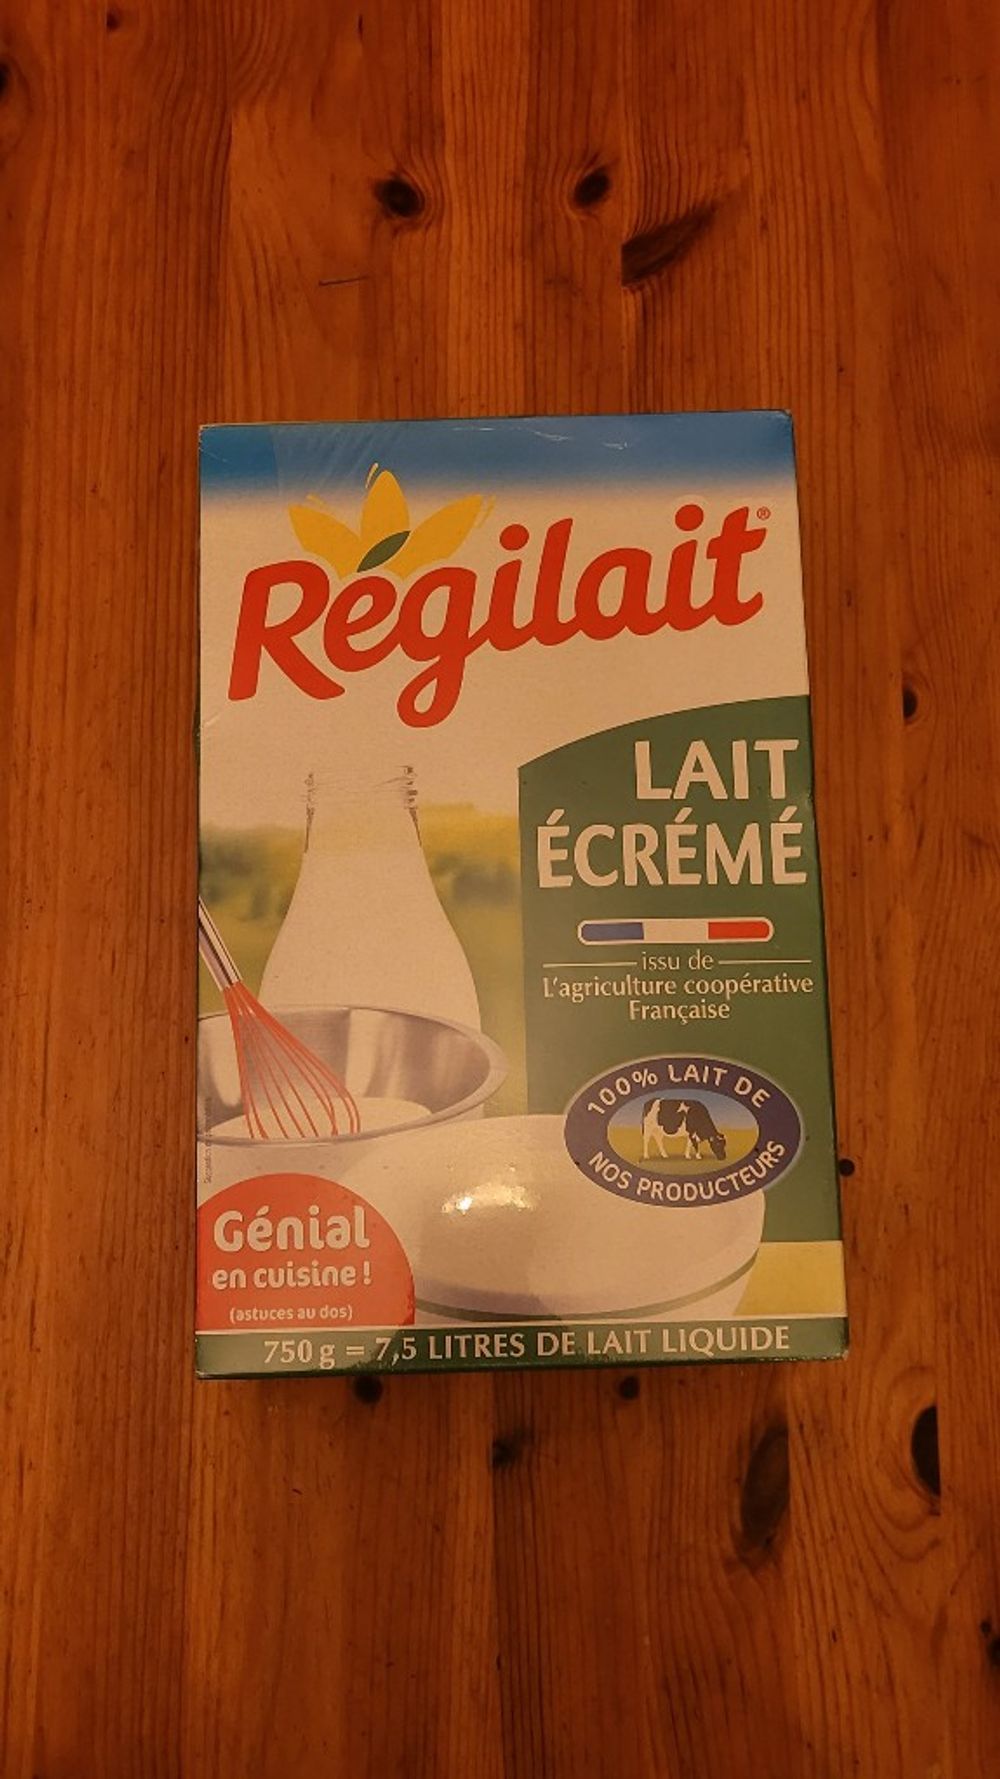 Régilait®
LAIT
ÉCRÉMÉ
issu de
L'agriculture coopérative
Française
100% LAIT DE
NOS PRODUCTEURS
Génial
en cuisine !
(astuces au dos)
750 g = 7,5 LITRES DE LAIT LIQUIDE